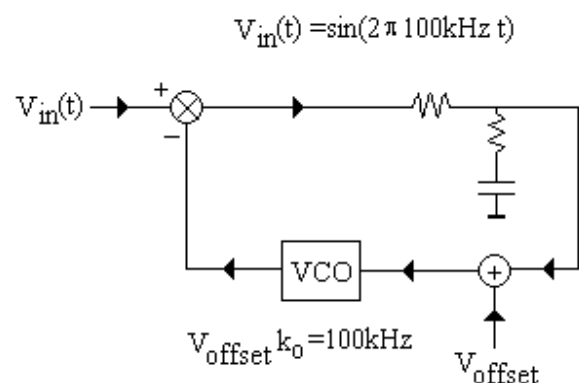 V_in(t) =sin(2π 100kHz t)
V_in(t)
+
−
VCO
+
V_offset k_o =100kHz
V_offset